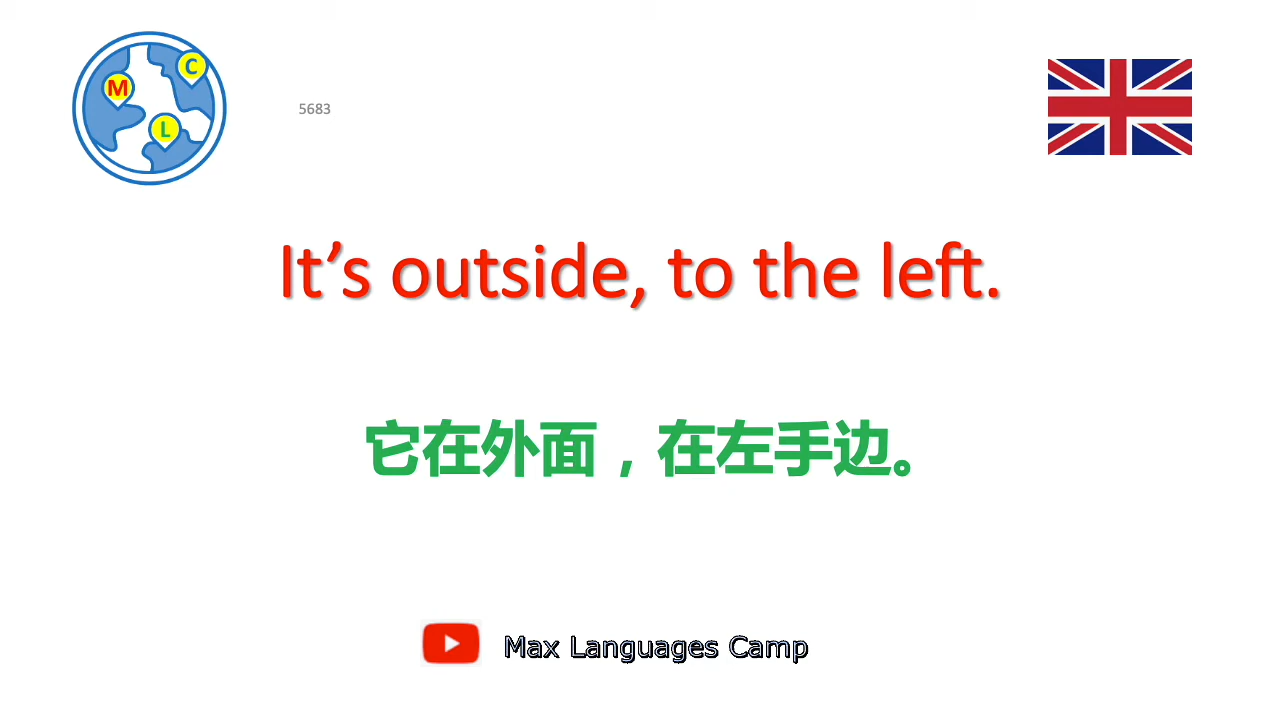 C
M
L
5683
It’s outside, to the left.
它在外面，在左手边。
Max Languages Camp